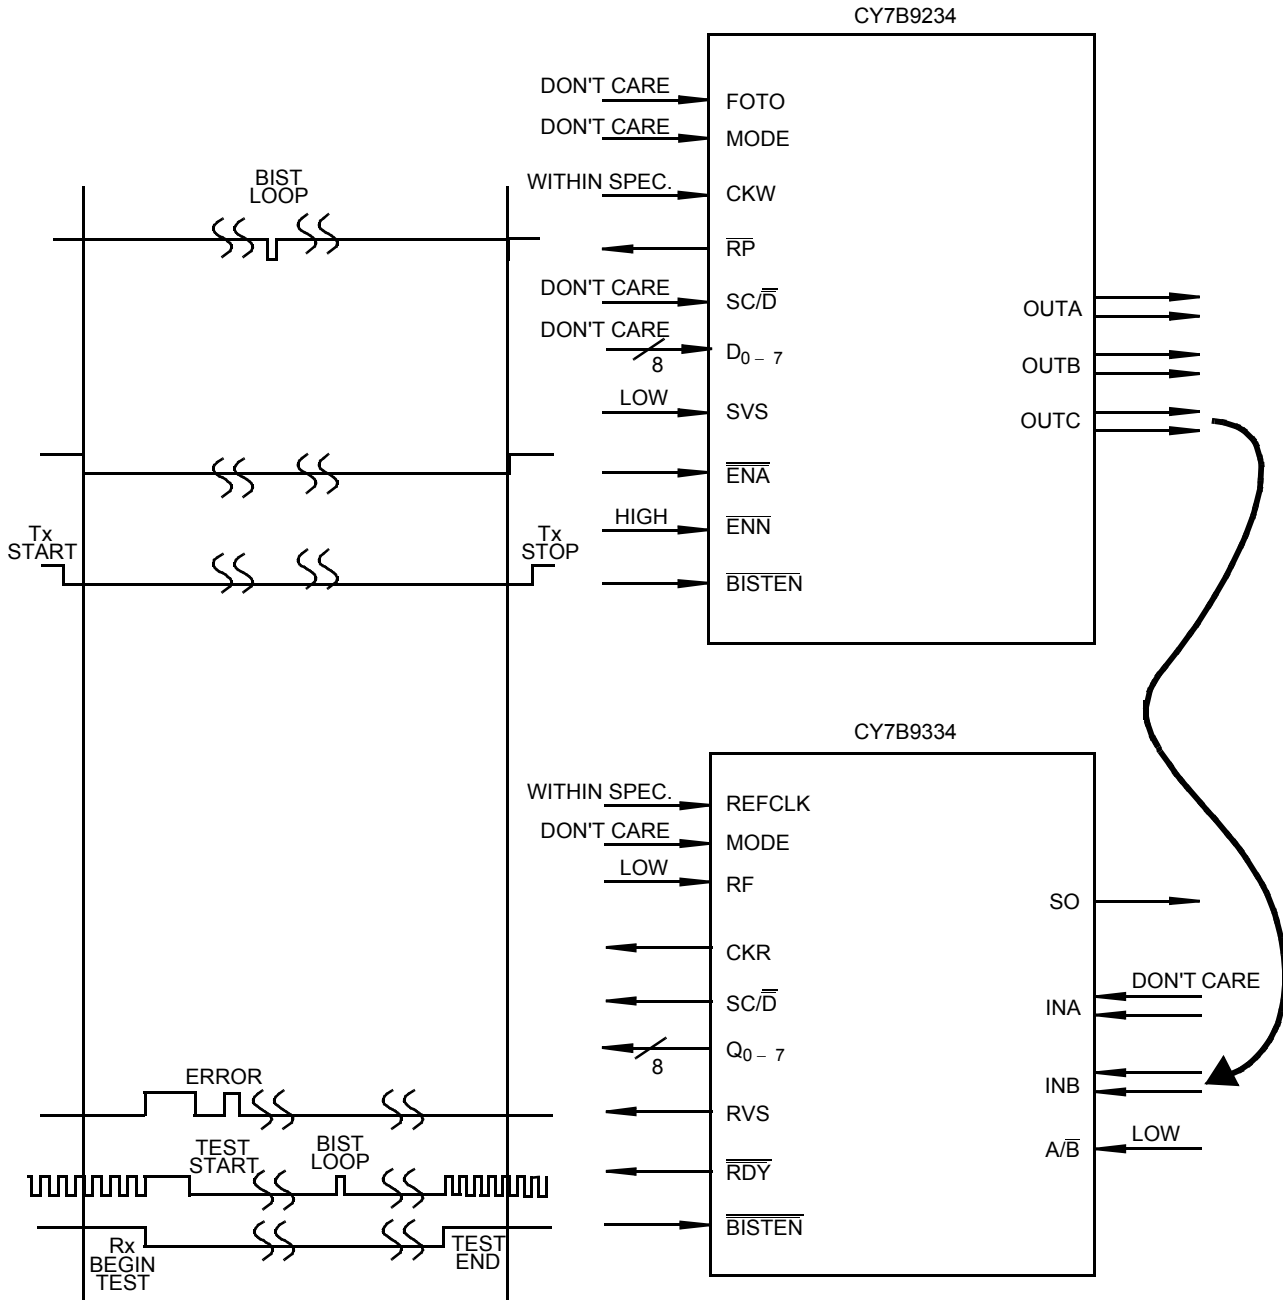 CY7B9234
DON'T CARE
FOTO
DON'T CARE
MODE
WITHIN SPEC.
CKW
RP
DON'T CARE
SC/D
DON'T CARE
8
D0 – 7
LOW
SVS
ENA
HIGH
ENN
BISTEN
OUTA
OUTB
OUTC
BIST
LOOP
Tx
START
Tx
STOP
CY7B9334
WITHIN SPEC.
REFCLK
DON'T CARE
MODE
LOW
RF
CKR
SC/D
8
Q0 – 7
RVS
RDY
BISTEN
SO
DON'T CARE
INA
INB
LOW
A/B
ERROR
TEST
START
BIST
LOOP
Rx
BEGIN
TEST
TEST
END